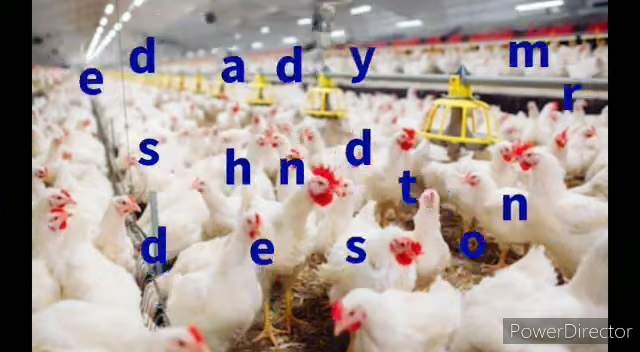 e d a d y m r
s h n d t n
d e s o
PowerDirector